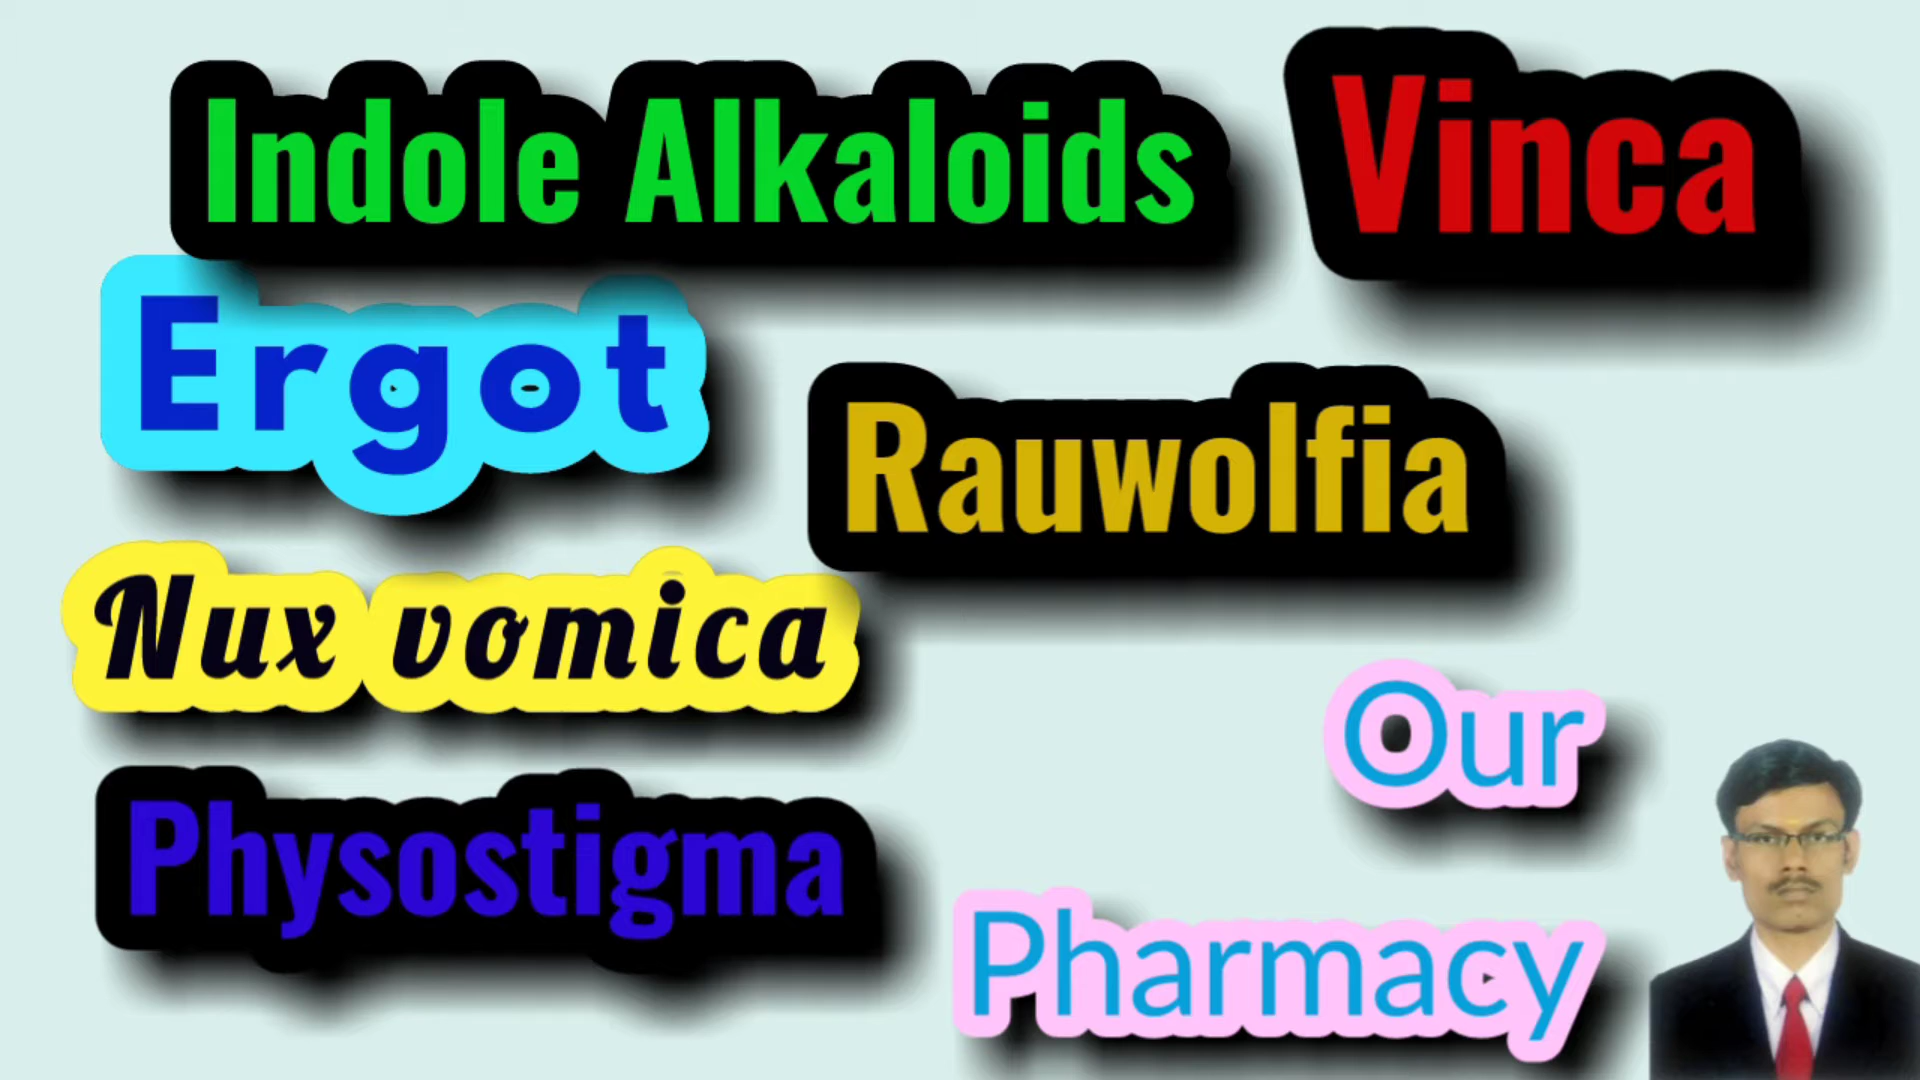 Indole Alkaloids
Vinca
Ergot
Rauwolfia
Nux vomica
Physostigma
Our
Pharmacy